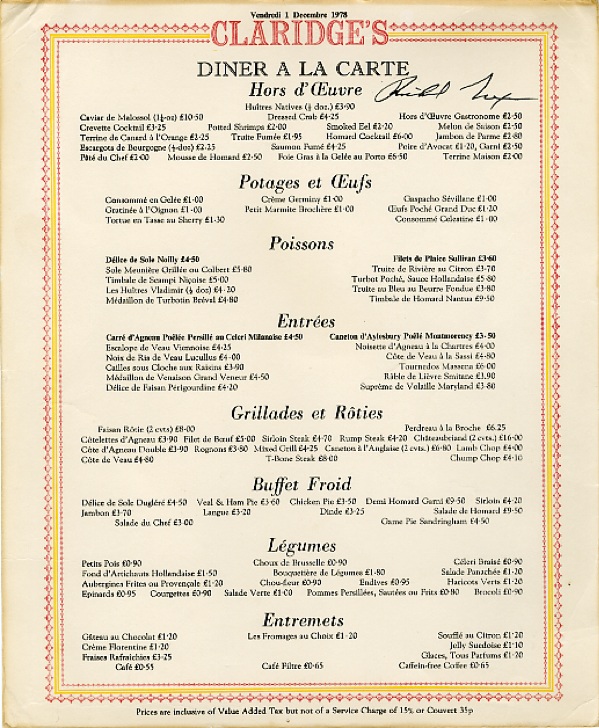 Vendredi 1 Decembre 1978
CLARIDGE'S
DINER A LA CARTE
Hors d'Œuvre
Huîtres Natives (½ doz.) £3·90
Caviar de Malossol (1½oz) £10·50 Dressed Crab £4·25 Hors d'Œuvre Gastronome £2·50
Crevette Cocktail £3·25 Potted Shrimps £2·00 Smoked Eel £2·20 Melon de Saison £2·50
Terrine de Canard à l'Orange £2·25 Truite Fumée £1·95 Homard Cocktail £6·00 Jambon de Parme £2·80
Escargots de Bourgogne (½-doz) £2·25 Saumon Fumé £4·25 Poire d'Avocat £1·20, Garni £2·50
Pâté du Chef £2·00 Mousse de Homard £2·50 Foie Gras à la Gelée au Porto £6·50 Terrine Maison £2·00
Potages et Œufs
Consommé en Gelée £1·00 Crème Germiny £1·00 Gaspacho Sévillane £1·00
Gratinée à l'Oignon £1·00 Petit Marmite Brochère £1·00 Œufs Poché Grand Duc £1·20
Tortue en Tasse au Sherry £1·30 Consommé Celestine £1·00
Poissons
Délice de Sole Noilly £4·50 Filets de Plaice Sullivan £3·60
Sole Meunière Grillée ou Colbert £5·80 Truite de Rivière au Citron £3·70
Timbale de Scampi Niçoise £5·00 Turbot Poché, Sauce Hollandaise £5·80
Les Huîtres Vladimir (½ doz) £4·20 Truite au Bleu au Beurre Fondue £3·80
Médaillon de Turbotin Bréval £4·80 Timbale de Homard Nantua £9·50
Entrées
Carré d'Agneau Poêlée Persillé au Celeri Milanaise £4·50 Caneton d'Aylesbury Poêlé Montmorency £3·50
Escalope de Veau Viennoise £4·25 Noisettes d'Agneau à la Chartres £4·00
Noix de Ris de Veau Lucullus £4·00 Côte de Veau à la Sassi £4·80
Cailles sous Cloche aux Raisins £3·90 Tournedos Massena £6·00
Médaillon de Venaison Grand Veneur £4·50 Râble de Lièvre Smitane £3,90
Délice de Faisan Périgourdine £4·20 Suprême de Volaille Maryland £3·80
Grillades et Rôties
Faisan Rôtie (2 cvts) £8·00 Perdreau à la Broche £6.25
Côtelettes d'Agneau £3·90 Filet de Bœuf £5·00 Sirloin Steak £4·70 Rump Steak £4·20 Châteaubriand (2 cvts.) £16·00
Côte d'Agneau Double £3·90 Rognons £3·80 Mixed Grill £4·25 Caneton à l'Anglaise (2 cvts.) £6·80 Lamb Chop £4·00
Côte de Veau £4·80 T-Bone Steak £8·00 Chump Chop £4·10
Buffet Froid
Délice de Sole Dugléré £4·50 Veal & Ham Pie £3·60 Chicken Pie £3·50 Demi Homard Garni £9·50 Sirloin £4·20
Jambon £3·70 Langue £3·20 Dinde £3·25 Salade de Homard £9·50
Salade du Chef £3·00 Game Pie Sandringham £4·50
Légumes
Petits Pois £0·90 Choux de Brusselle £0·90 Céleri Braisé £0·90
Fond d'Artichauts Hollandaise £1·50 Bouquetière de Légumes £1·80 Salade Panachée £1·20
Aubergines Frites ou Provençale £1·20 Chou-fleur £0·90 Endives £0·95 Haricots Verts £1·20
Epinards £0·95 Courgettes £0·90 Salade Verte £1·00 Pommes Persillées, Sautées ou Frits £0·80 Brocoli £0·90
Entremets
Gâteau au Chocolat £1·20 Les Fromages au Choix £1·20 Soufflé au Citron £1·20
Crème Florentine £1·20 Jelly Suedoise £1·10
Fraises Rafraichies £3·25 Glaces, Tous Parfums £1·20
Café £0·55 Café Filtre £0·65 Caffein-free Coffee £0·65
Prices are inclusive of Value Added Tax but not of a Service Charge of 15% or Couvert 35p